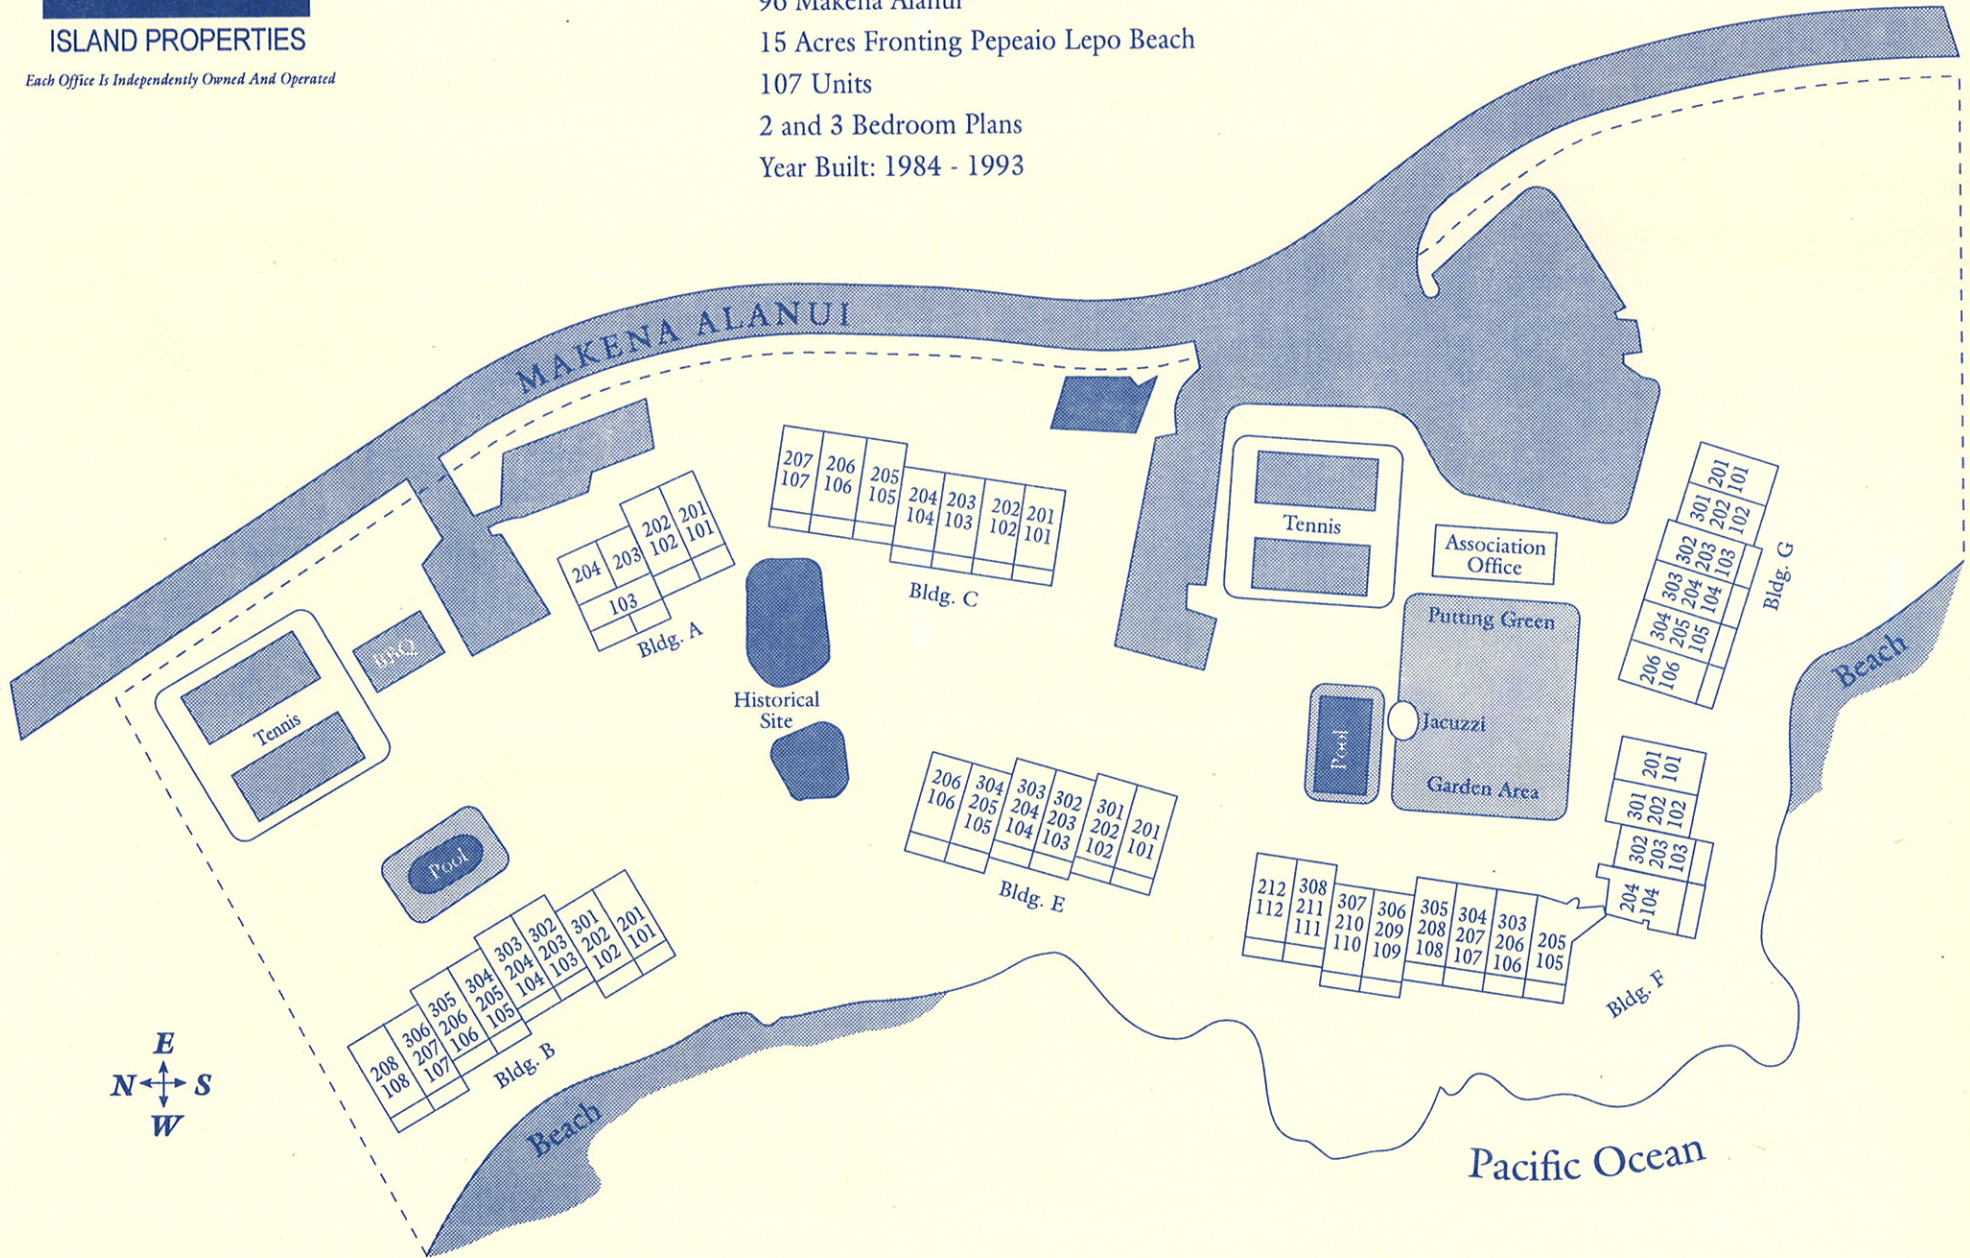 ISLAND PROPERTIES
Each Office Is Independently Owned And Operated
96 Makena Alanui
15 Acres Fronting Pepeaio Lepo Beach
107 Units
2 and 3 Bedroom Plans
Year Built: 1984 - 1993
MAKENA ALANUI
207 206 205 204 203 202 201
107 106 105 104 103 102 101
Bldg. C
204 203 202 201
103 102 101
Bldg. A
BBQ
Tennis
Historical
Site
Tennis
Association
Office
Putting Green
Jacuzzi
Garden Area
Pool
201
101
301
202
102
302
203
103
303
204
104
304
205
105
206
106
Bldg. G
Beach
201
101
301
202
102
302
203
103
204
104
212
112
308
211
111
307
210
110
306
209
109
305
208
108
304
207
107
303
206
106
205
105
Bldg. F
206
106
304
205
105
303
204
104
302
203
103
301
202
102
201
101
Bldg. E
Pool
208
108
306
207
107
305
206
106
304
205
105
303
204
104
302
203
103
301
202
102
201
101
Bldg. B
Beach
E
N S
W
Pacific Ocean